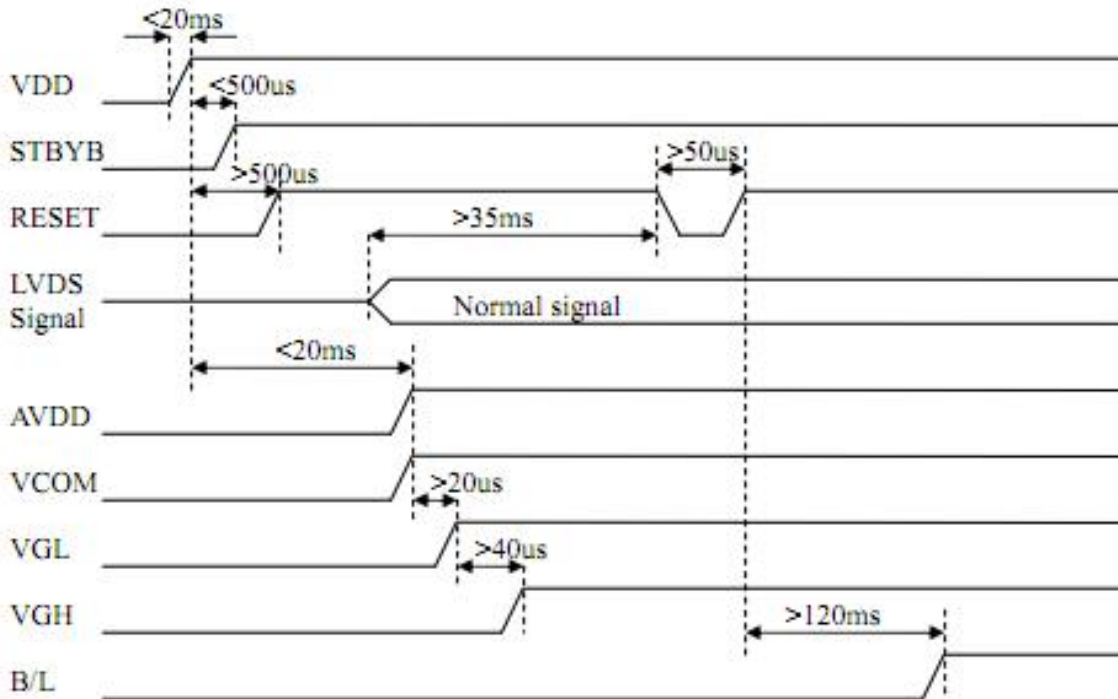 <20ms
VDD
<500us
STBYB
>500us
>50us
RESET
>35ms
LVDS
Signal
Normal signal
<20ms
AVDD
VCOM
>20us
VGL
>40us
VGH
>120ms
B/L